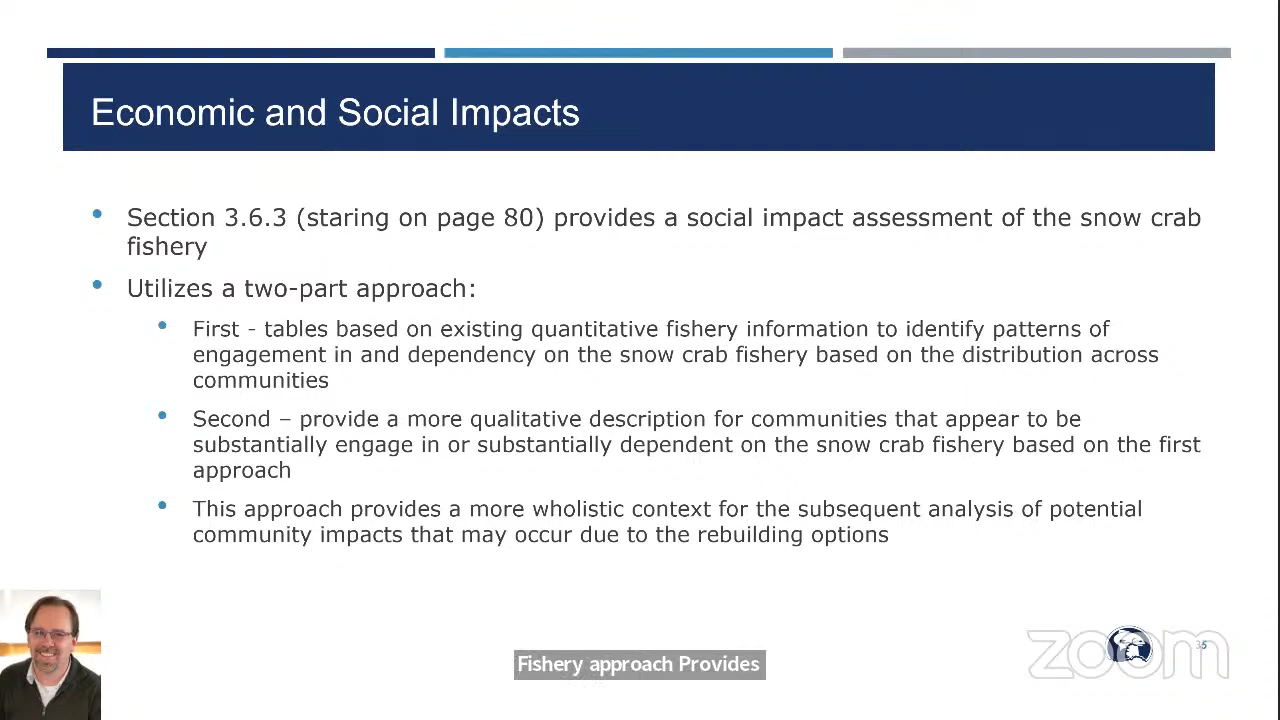 Economic and Social Impacts
Section 3.6.3 (staring on page 80) provides a social impact assessment of the snow crab
fishery
Utilizes a two-part approach:
First - tables based on existing quantitative fishery information to identify patterns of
engagement in and dependency on the snow crab fishery based on the distribution across
communities
Second – provide a more qualitative description for communities that appear to be
substantially engage in or substantially dependent on the snow crab fishery based on the first
approach
This approach provides a more wholistic context for the subsequent analysis of potential
community impacts that may occur due to the rebuilding options
Fishery approach Provides
zoom
35